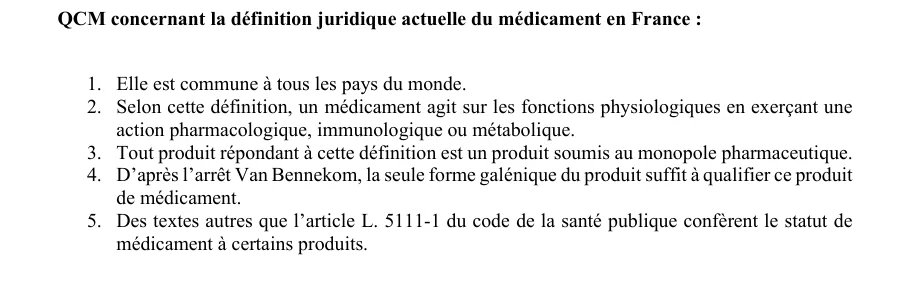 QCM concernant la définition juridique actuelle du médicament en France :
1. Elle est commune à tous les pays du monde.
2. Selon cette définition, un médicament agit sur les fonctions physiologiques en exerçant une
action pharmacologique, immunologique ou métabolique.
3. Tout produit répondant à cette définition est un produit soumis au monopole pharmaceutique.
4. D’après l’arrêt Van Bennekom, la seule forme galénique du produit suffit à qualifier ce produit
de médicament.
5. Des textes autres que l’article L. 5111-1 du code de la santé publique confèrent le statut de
médicament à certains produits.